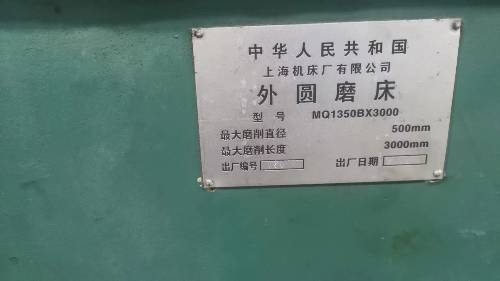 中华人民共和国
上海机床厂有限公司
外圆磨床
型号 MQ1350BX3000
最大磨削直径 500mm
最大磨削长度 3000mm
出厂编号 出厂日期